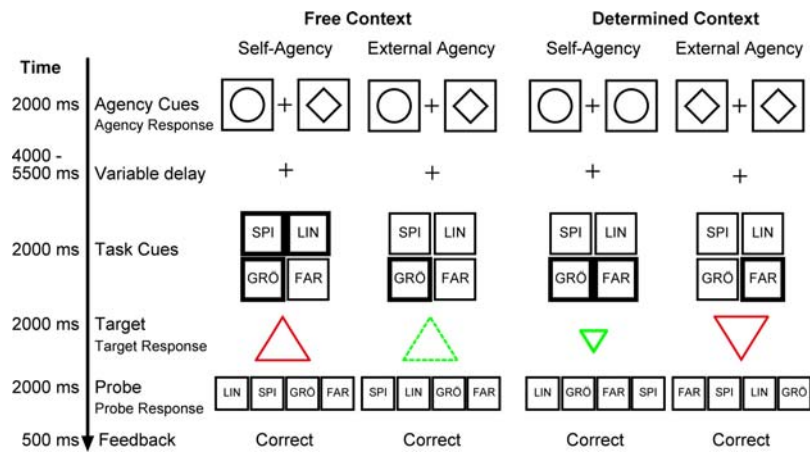 Free Context Determined Context
Self-Agency External Agency Self-Agency External Agency
Time
2000 ms Agency Cues + + + +
Agency Response
4000 -
5500 ms Variable delay + + + +
SPI LIN SPI LIN SPI LIN SPI LIN
2000 ms Task Cues
GRÖ FAR GRÖ FAR GRÖ FAR GRÖ FAR
2000 ms Target
Target Response
2000 ms Probe LIN SPI GRÖ FAR SPI LIN GRÖ FAR LIN GRÖ FAR SPI FAR SPI LIN GRÖ
Probe Response
500 ms Feedback Correct Correct Correct Correct